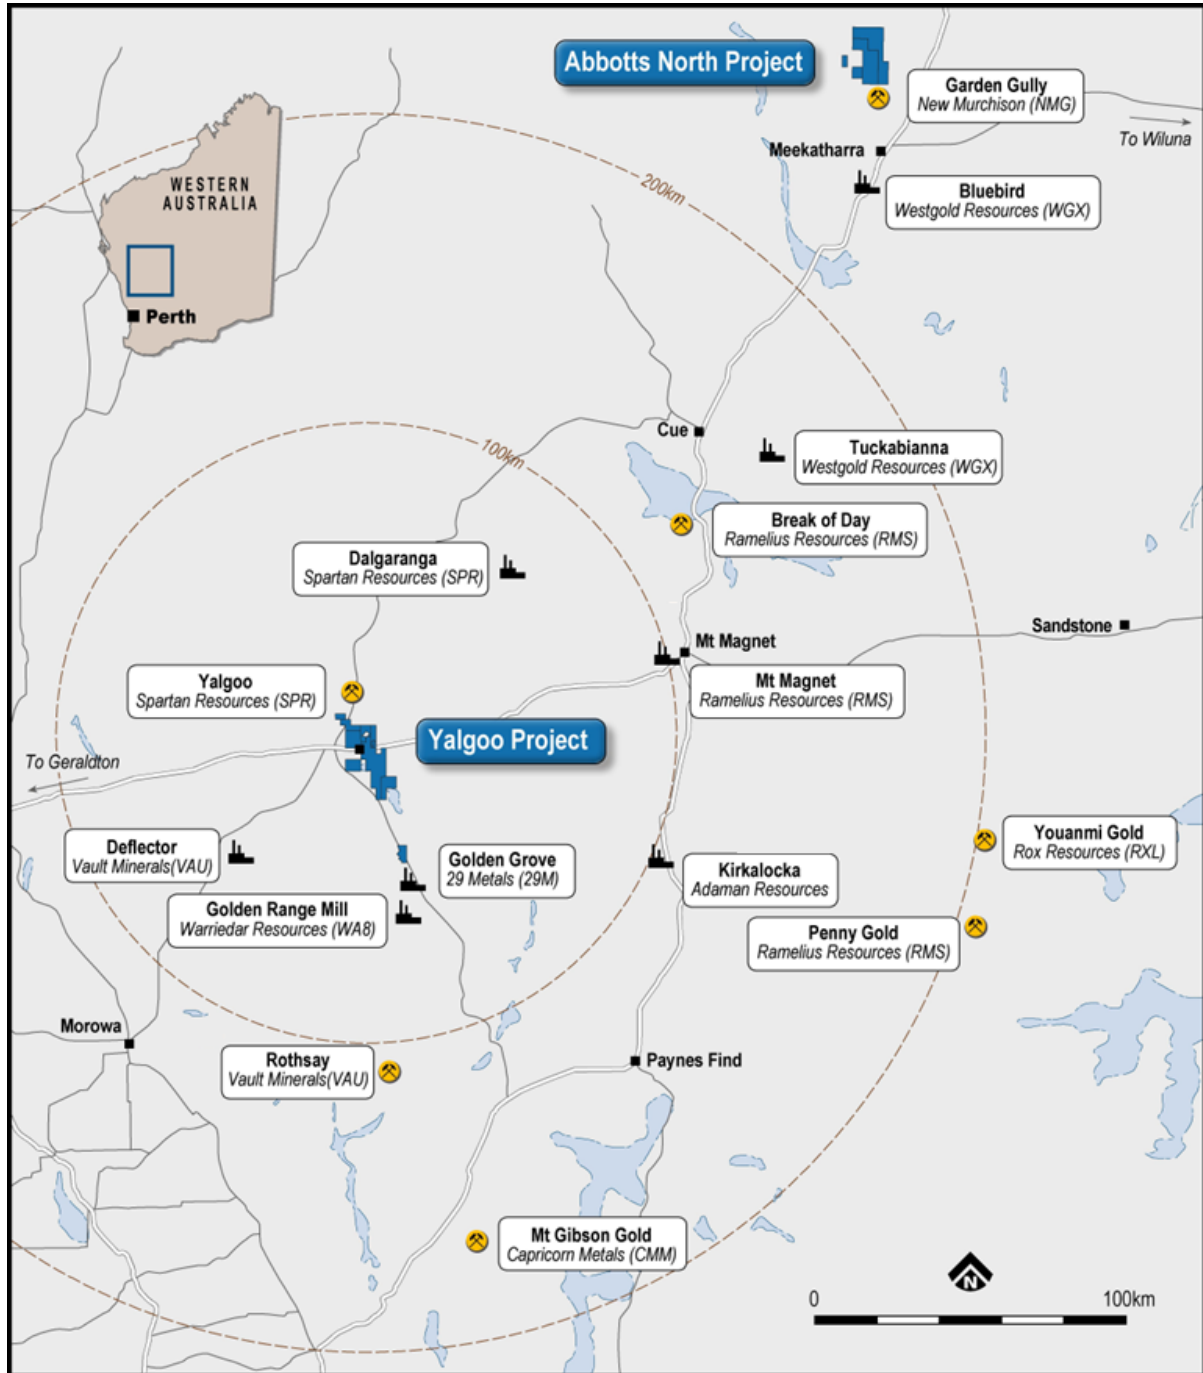 Abbotts North Project
Garden Gully
New Murchison (NMG)
To Wiluna
Meekatharra
WESTERN
AUSTRALIA
200km
Bluebird
Westgold Resources (WGX)
Perth
Cue
Tuckabianna
Westgold Resources (WGX)
100km
Break of Day
Ramelius Resources (RMS)
Dalgaranga
Spartan Resources (SPR)
Sandstone
Mt Magnet
Mt Magnet
Ramelius Resources (RMS)
Yalgoo
Spartan Resources (SPR)
Yalgoo Project
To Geraldton
Deflector
Vault Minerals(VAU)
Golden Grove
29 Metals (29M)
Youanmi Gold
Rox Resources (RXL)
Kirkalocka
Adaman Resources
Golden Range Mill
Warriedar Resources (WA8)
Penny Gold
Ramelius Resources (RMS)
Morowa
Rothsay
Vault Minerals(VAU)
Paynes Find
Mt Gibson Gold
Capricorn Metals (CMM)
N
0
100km